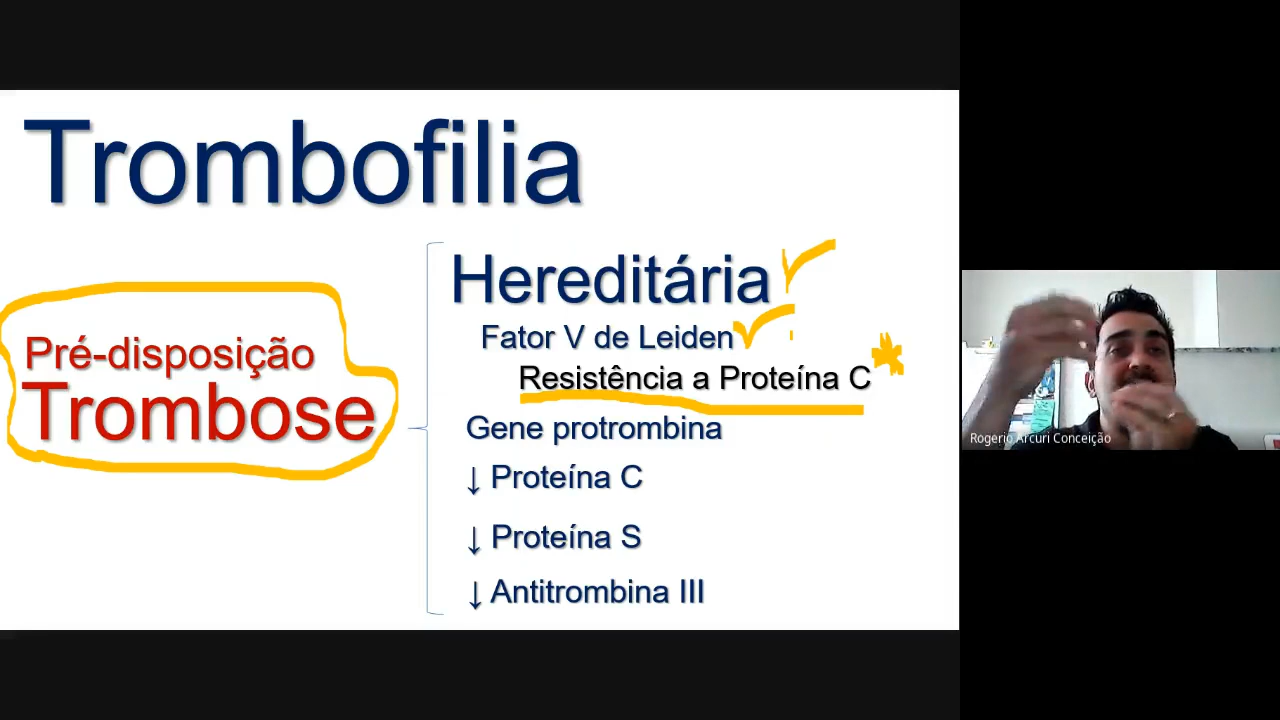 Trombofilia
Hereditária
Fator V de Leiden
Pré-disposição
Trombose
Resistência a Proteína C
Gene protrombina
↓ Proteína C
↓ Proteína S
↓ Antitrombina III
Rogerio Arcuri Conceição